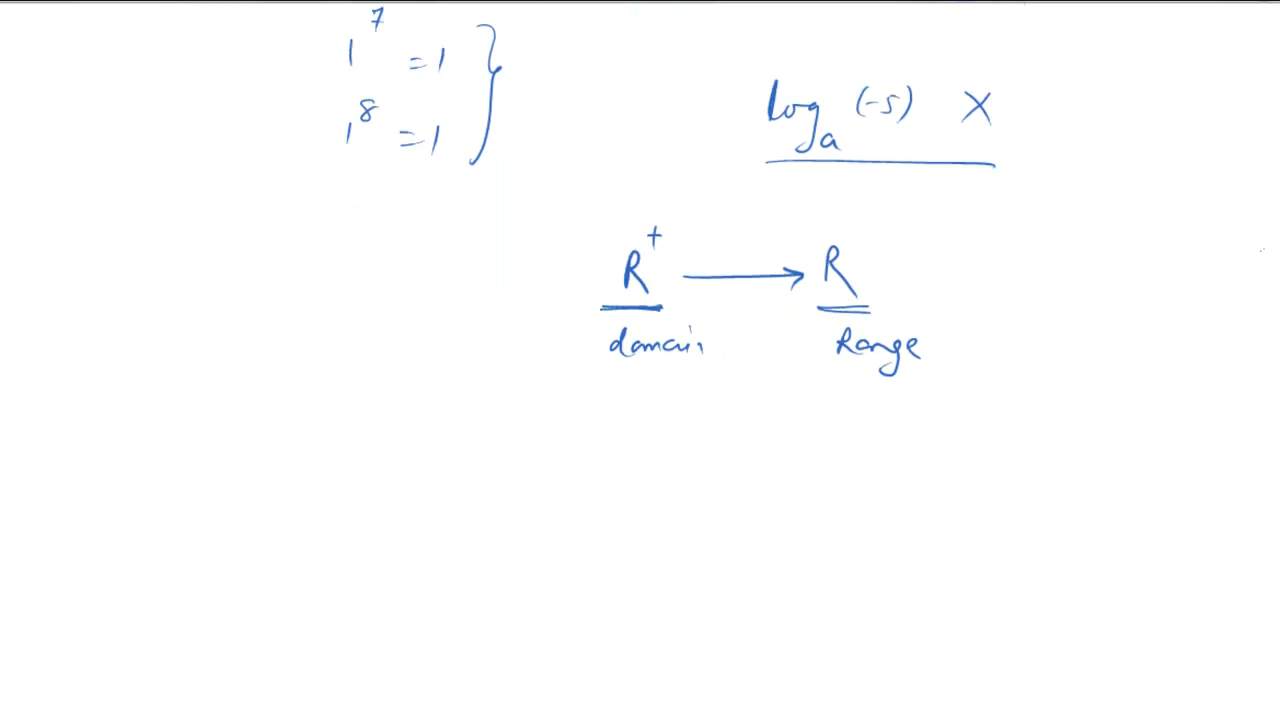 1^7 = 1
1^8 = 1 }
log_a (-5) X
R^+ → R
domain Range